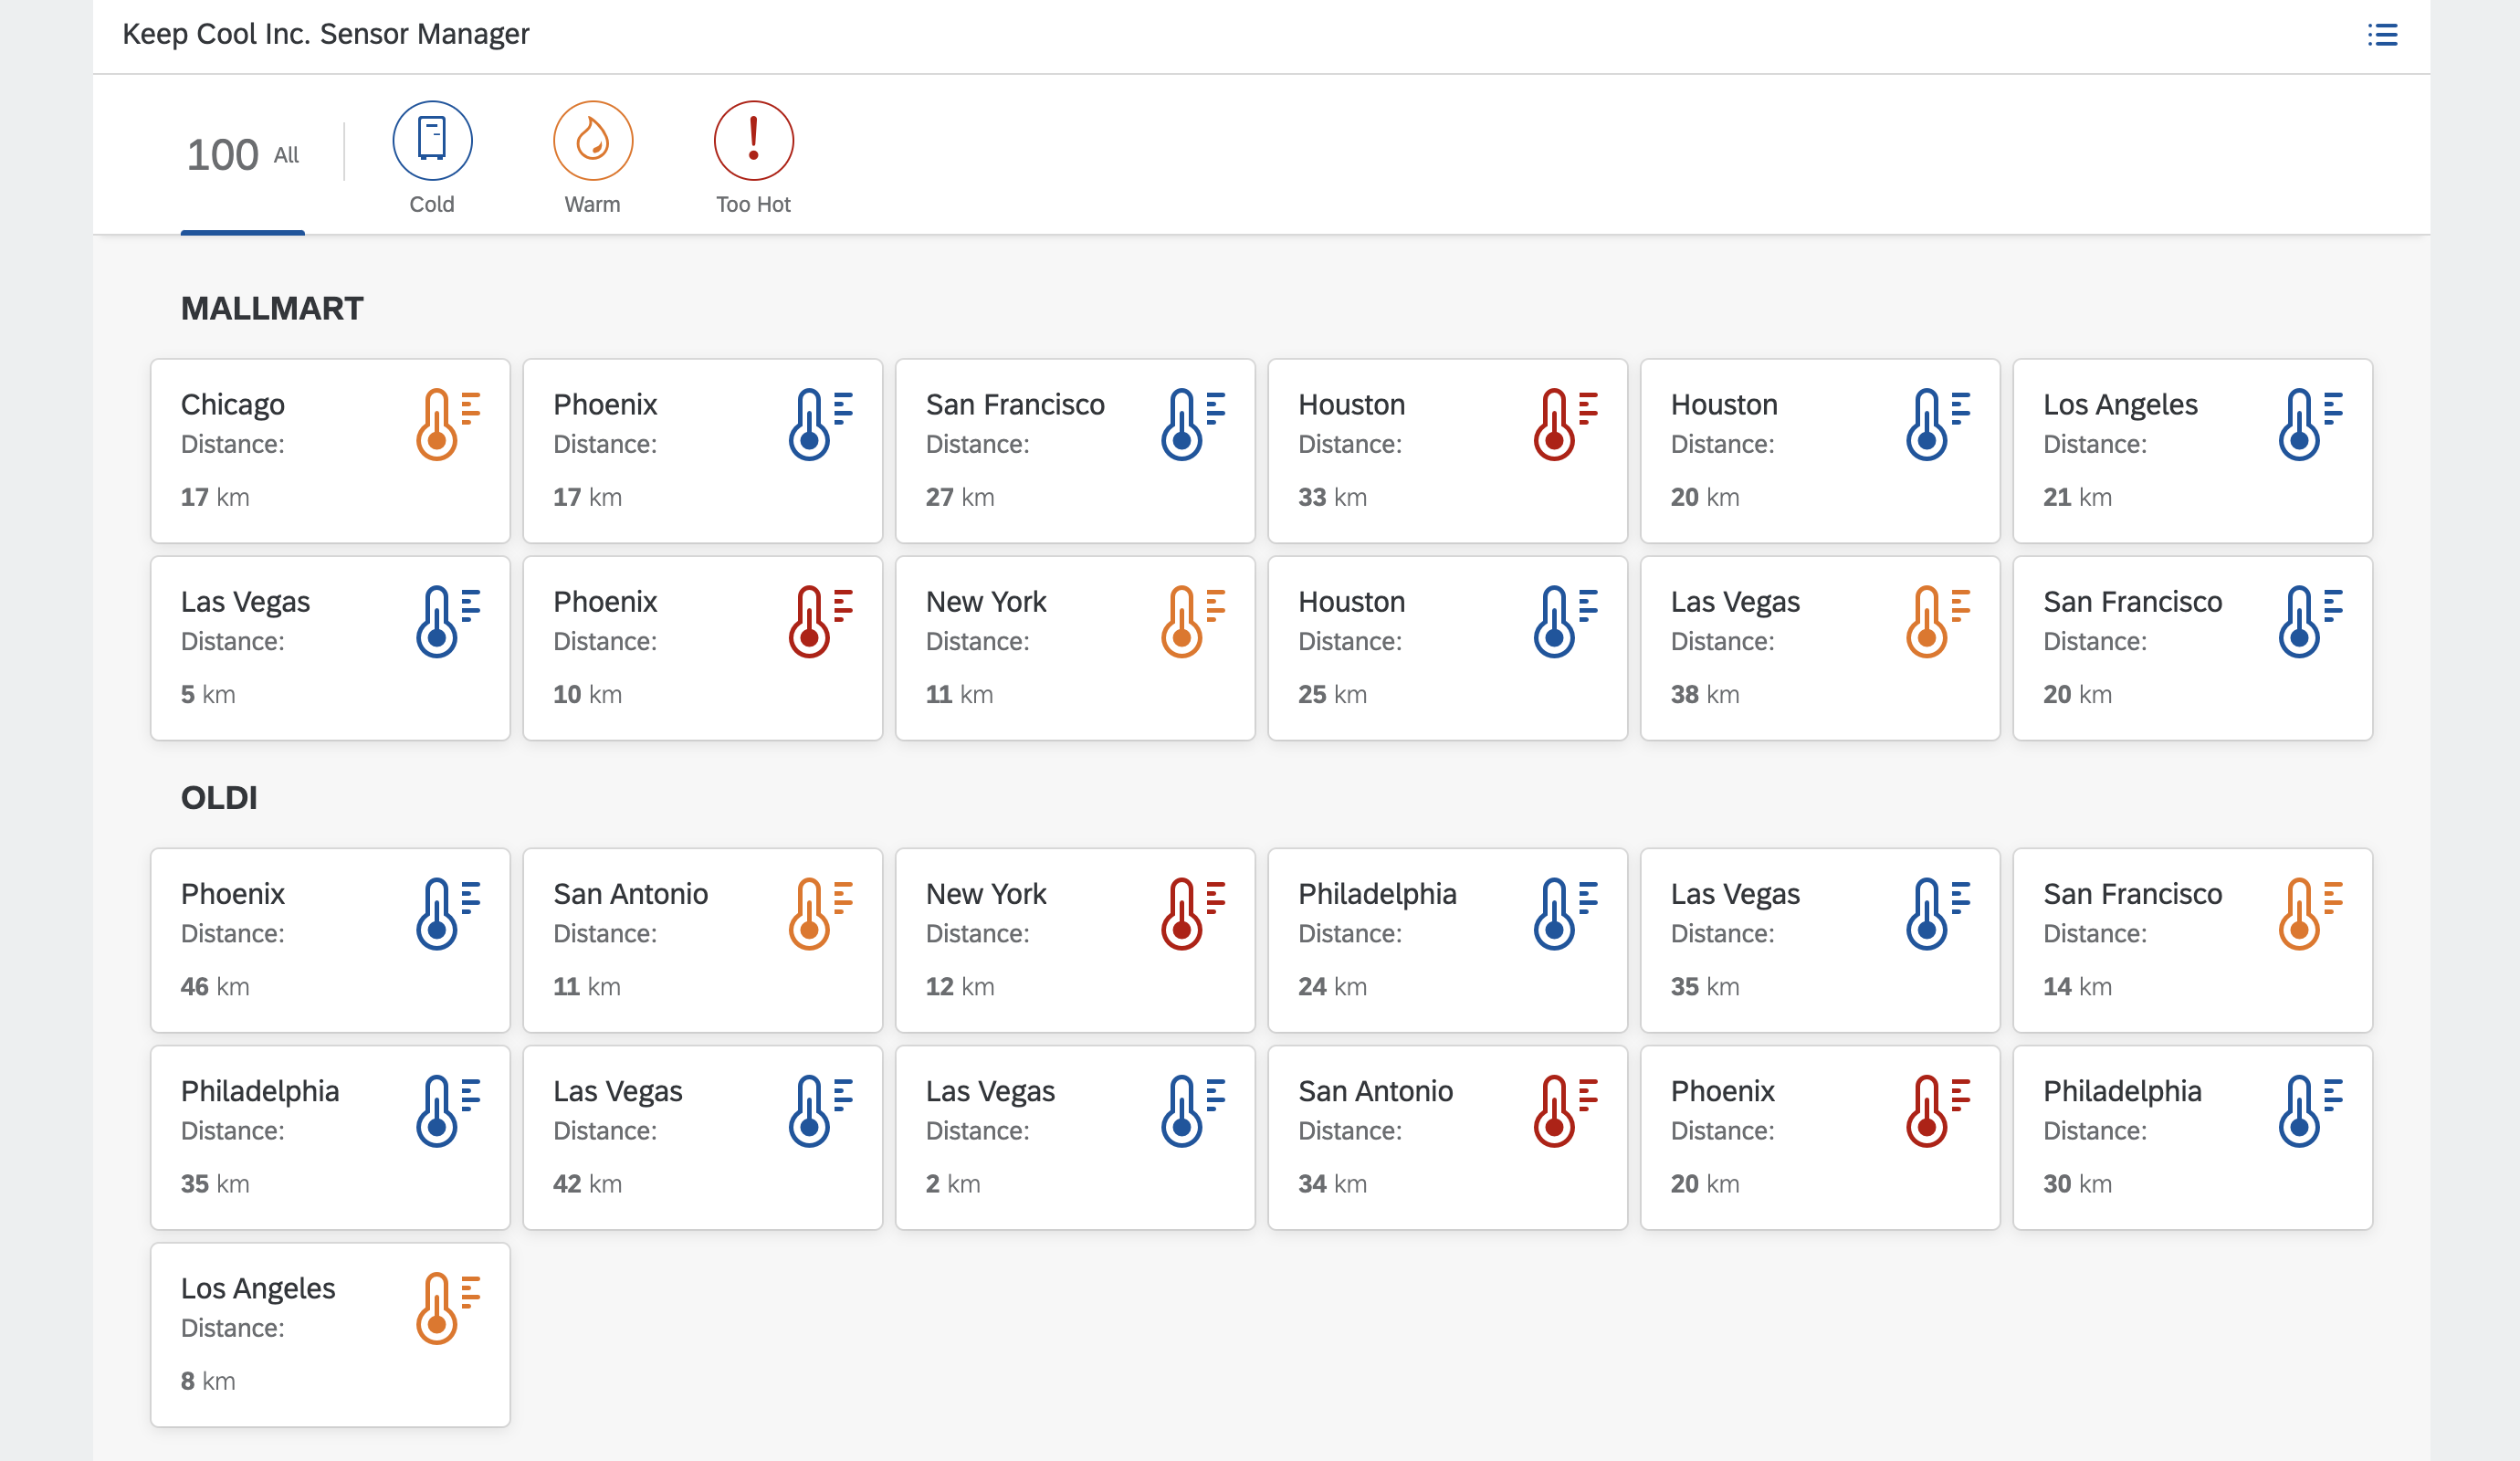 Keep Cool Inc. Sensor Manager
100 All
Cold
Warm
Too Hot
MALLMART
Chicago
Distance:
17 km
Phoenix
Distance:
17 km
San Francisco
Distance:
27 km
Houston
Distance:
33 km
Houston
Distance:
20 km
Los Angeles
Distance:
21 km
Las Vegas
Distance:
5 km
Phoenix
Distance:
10 km
New York
Distance:
11 km
Houston
Distance:
25 km
Las Vegas
Distance:
38 km
San Francisco
Distance:
20 km
OLDI
Phoenix
Distance:
46 km
San Antonio
Distance:
11 km
New York
Distance:
12 km
Philadelphia
Distance:
24 km
Las Vegas
Distance:
35 km
San Francisco
Distance:
14 km
Philadelphia
Distance:
35 km
Las Vegas
Distance:
42 km
Las Vegas
Distance:
2 km
San Antonio
Distance:
34 km
Phoenix
Distance:
20 km
Philadelphia
Distance:
30 km
Los Angeles
Distance:
8 km